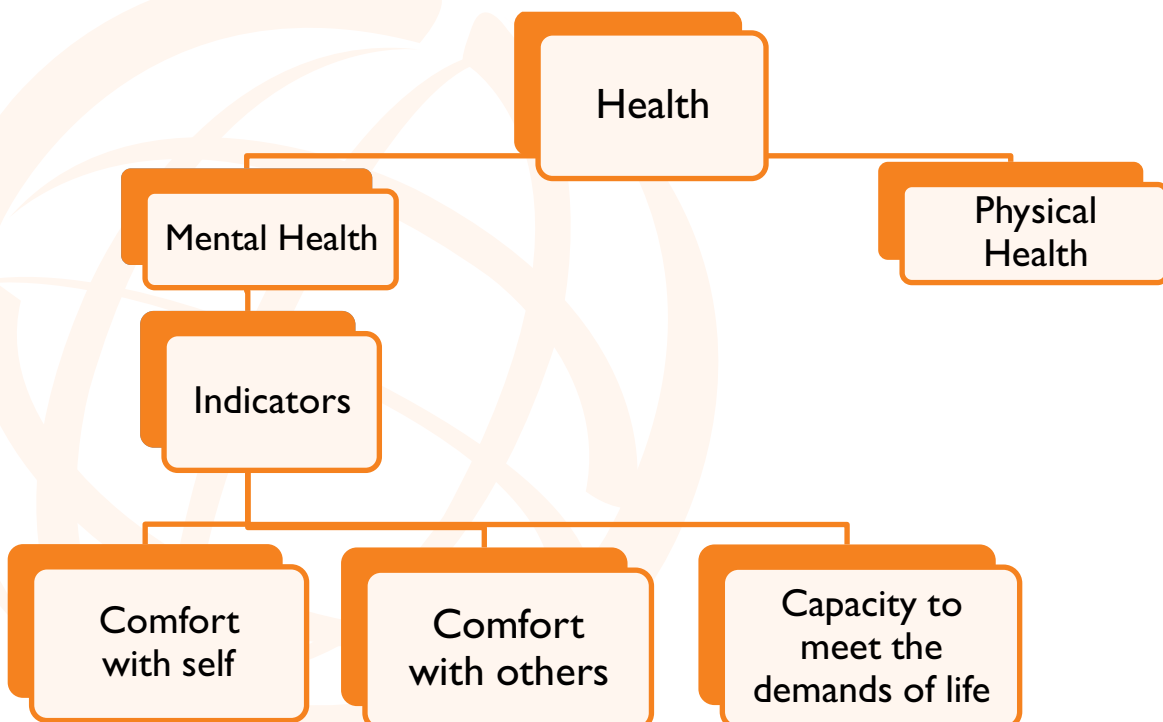 Health
Mental Health
Physical
Health
Indicators
Comfort
with self
Comfort
with others
Capacity to
meet the
demands of life